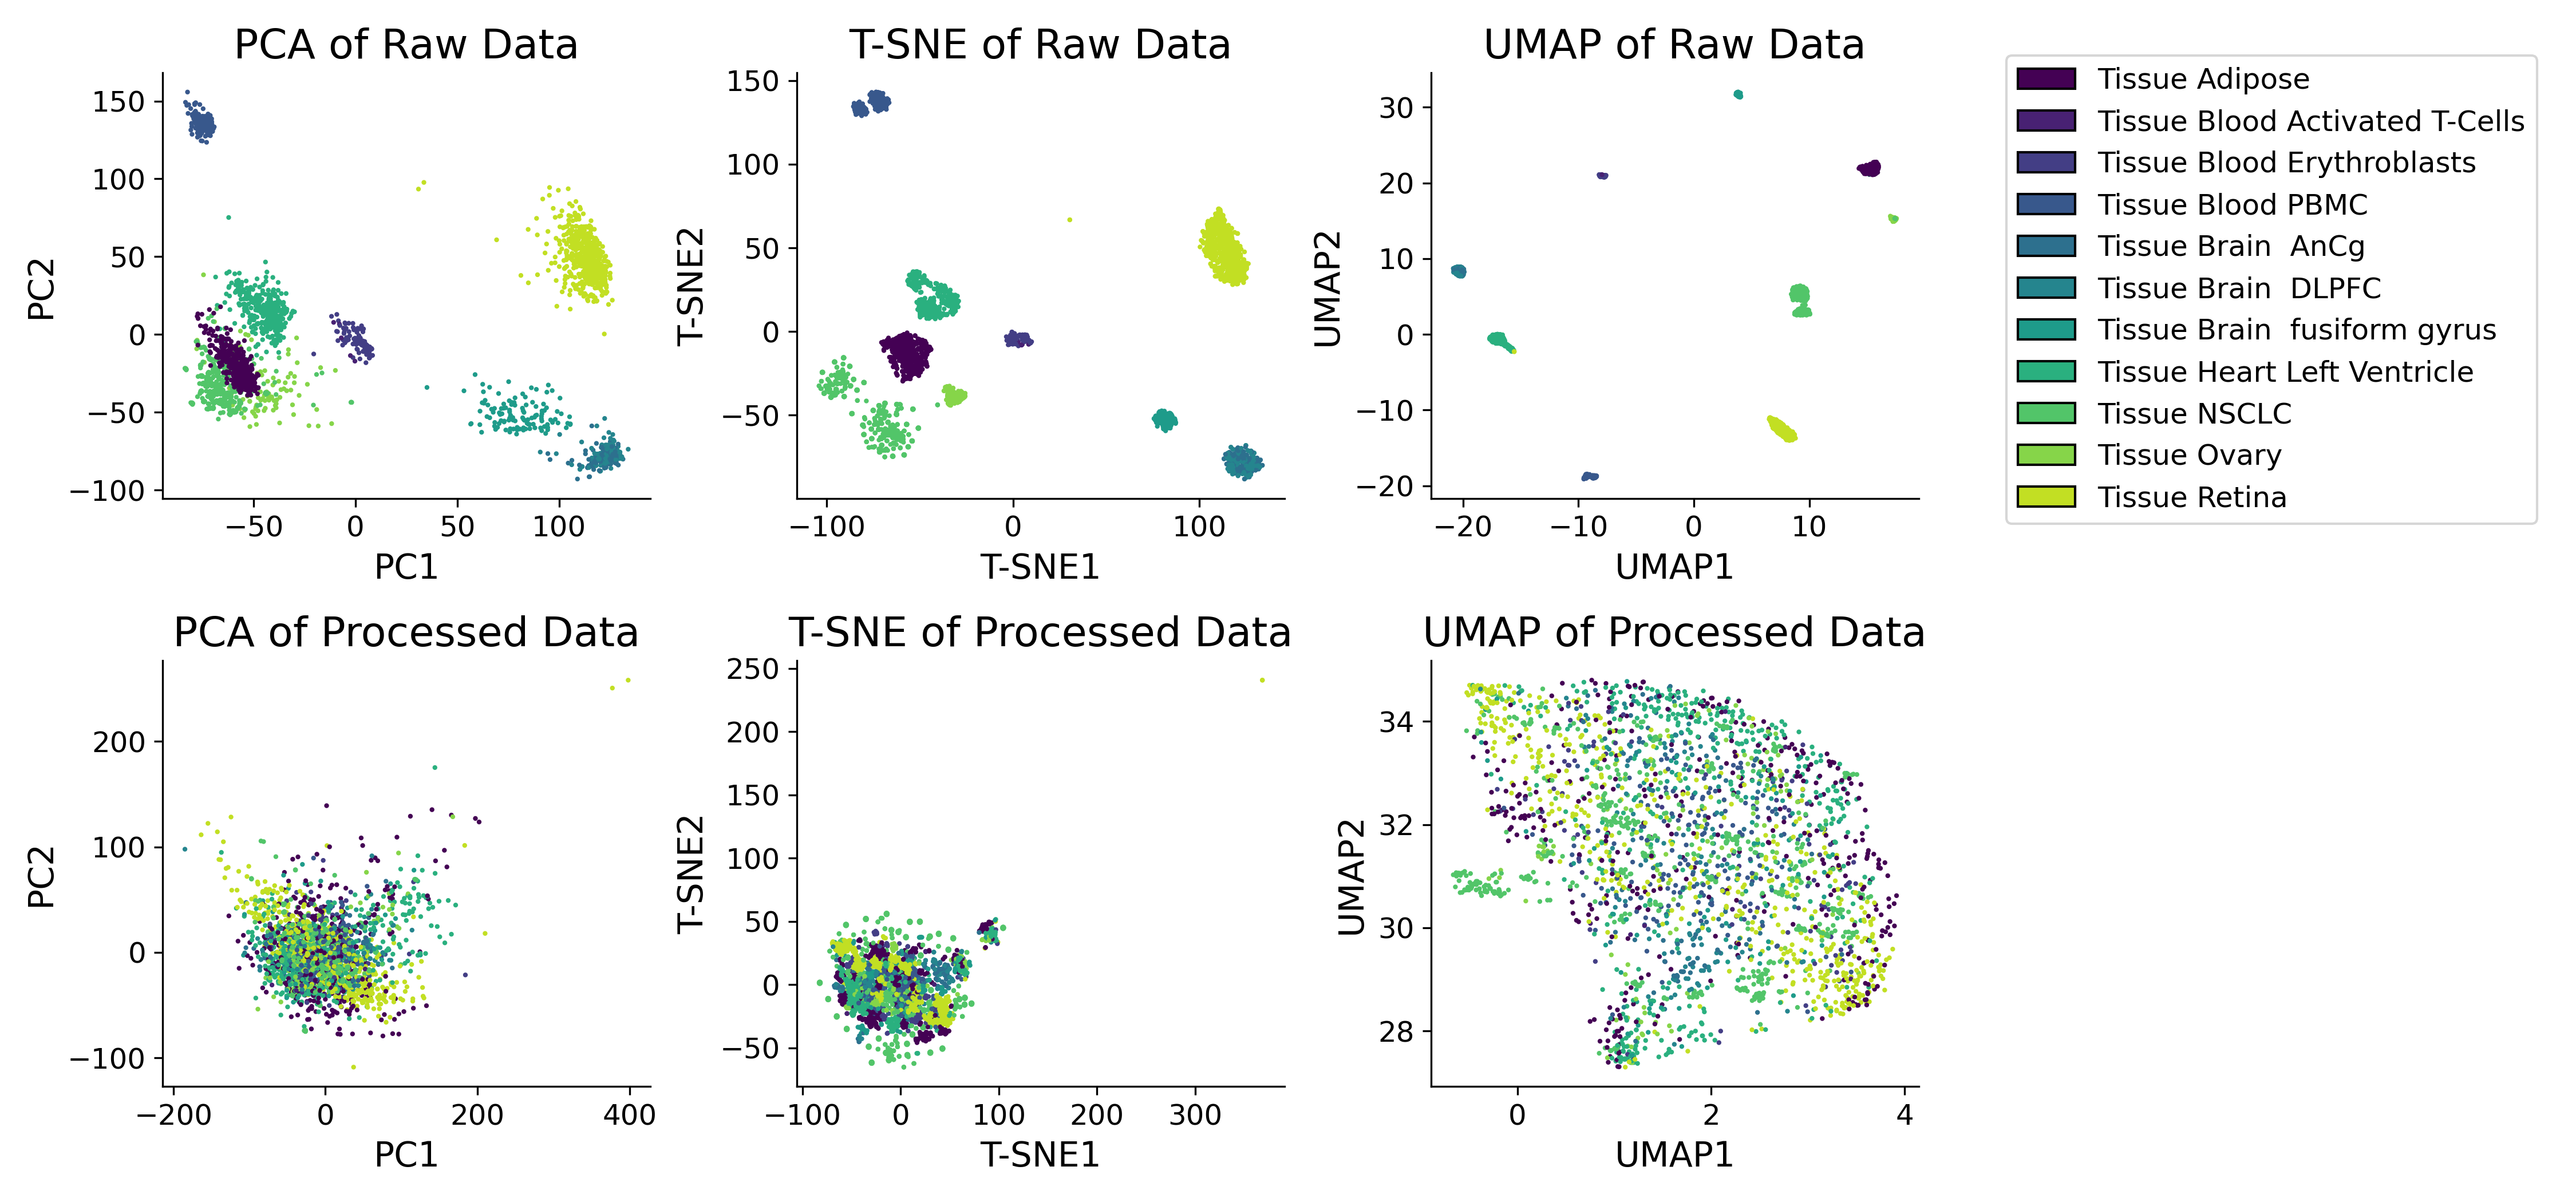 PCA of Raw Data
150
100
50
0
−50
−100
−50
0
50
100
PC1
PC2
T-SNE of Raw Data
150
100
50
0
−50
−100
0
100
T-SNE1
T-SNE2
UMAP of Raw Data
30
20
10
0
−10
−20
−20
−10
0
10
UMAP1
UMAP2
Tissue Adipose
Tissue Blood Activated T-Cells
Tissue Blood Erythroblasts
Tissue Blood PBMC
Tissue Brain  AnCg
Tissue Brain  DLPFC
Tissue Brain  fusiform gyrus
Tissue Heart Left Ventricle
Tissue NSCLC
Tissue Ovary
Tissue Retina
PCA of Processed Data
200
100
0
−100
−200
0
200
400
PC1
PC2
T-SNE of Processed Data
250
200
150
100
50
0
−50
−100
0
100
200
300
T-SNE1
T-SNE2
UMAP of Processed Data
34
32
30
28
0
2
4
UMAP1
UMAP2